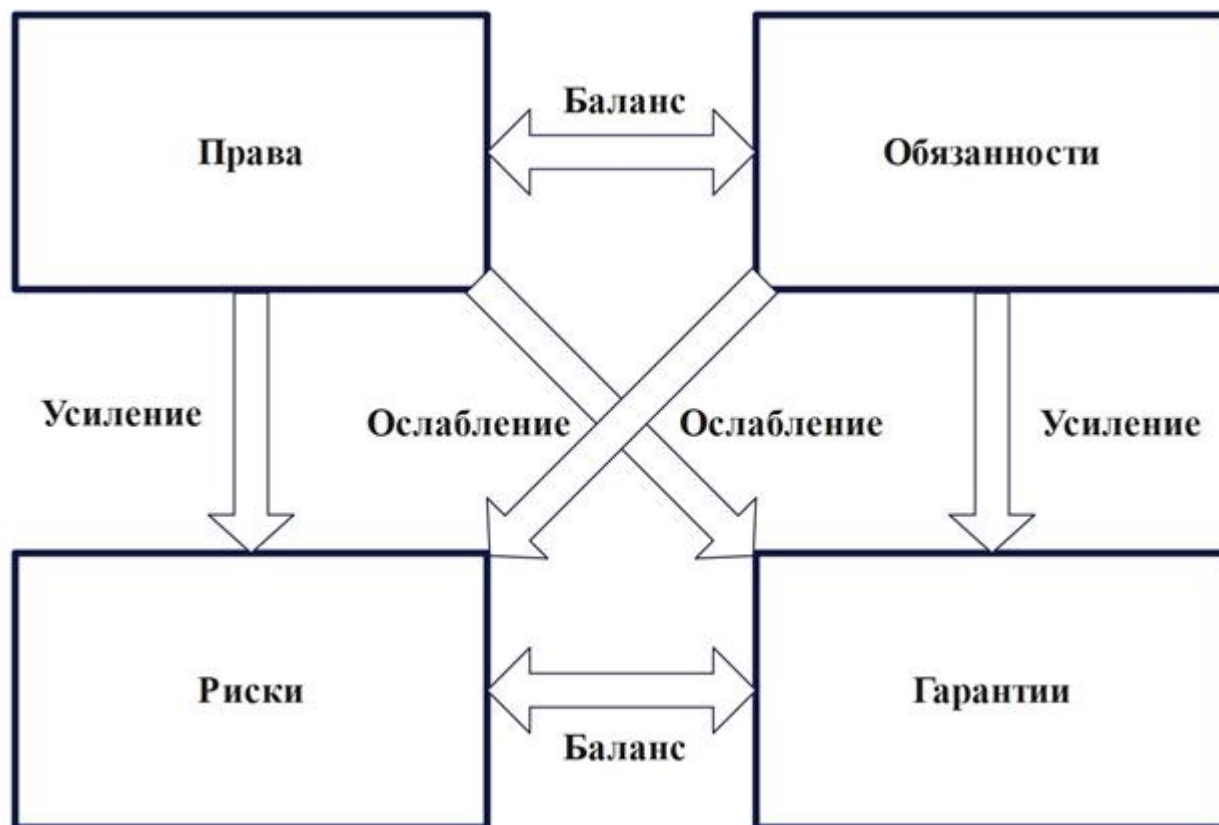 Баланс
Права
Обязанности
Усиление
Ослабление
Ослабление
Усиление
Риски
Гарантии
Баланс